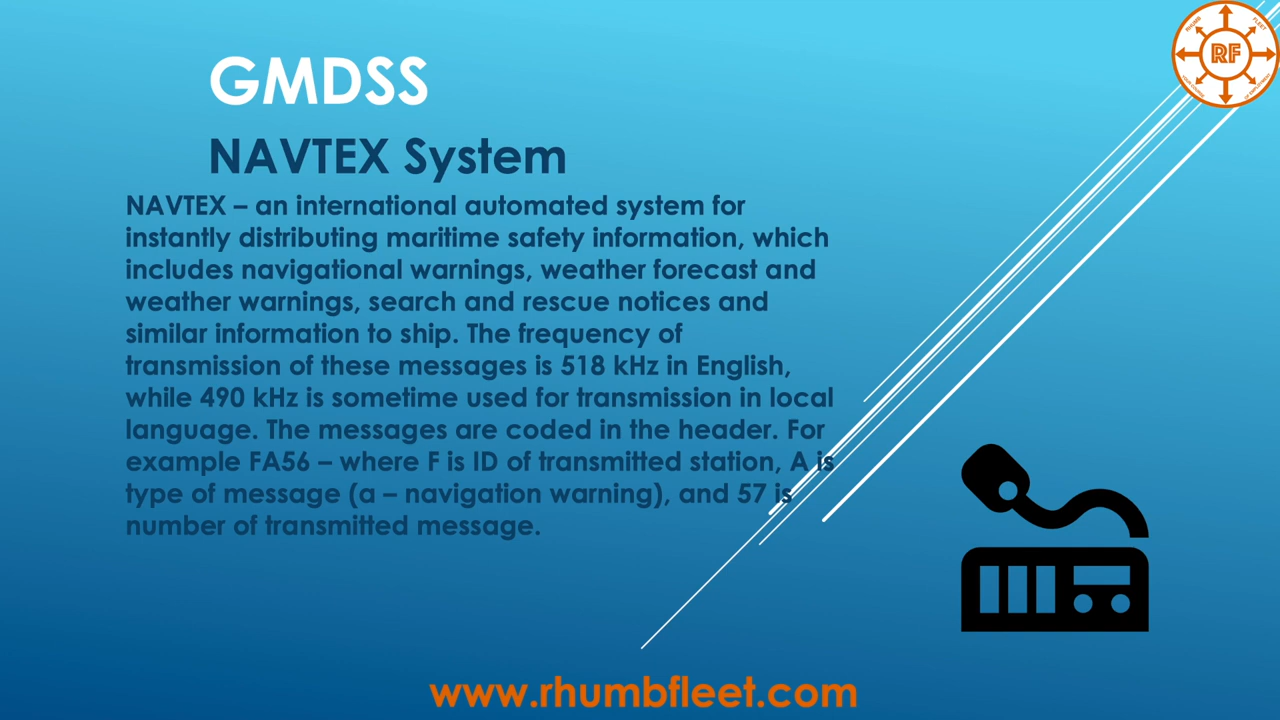 GMDSS
RF
RHUMB
FLEET
NAVTEX System
NAVTEX – an international automated system for
instantly distributing maritime safety information, which
includes navigational warnings, weather forecast and
weather warnings, search and rescue notices and
similar information to ship. The frequency of
transmission of these messages is 518 kHz in English,
while 490 kHz is sometime used for transmission in local
language. The messages are coded in the header. For
example FA56 – where F is ID of transmitted station, A is
type of message (a – navigation warning), and 57 is
number of transmitted message.
www.rhumbfleet.com